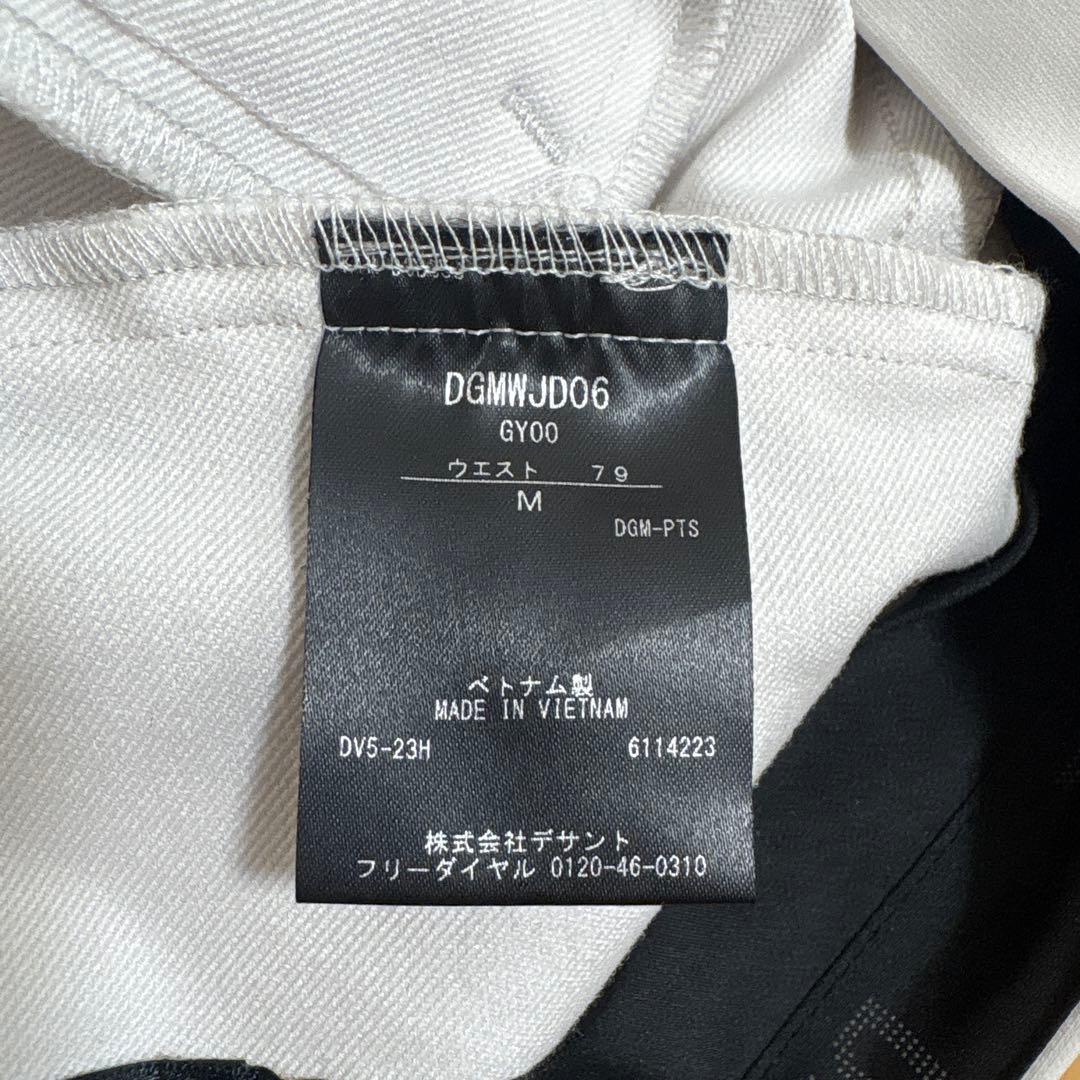 DGMWJD06
GY00
ウエスト 79
M
DGM-PTS
ベトナム製
MADE IN VIETNAM
DV5-23H 6114223
株式会社デサント
フリーダイヤル 0120-46-0310